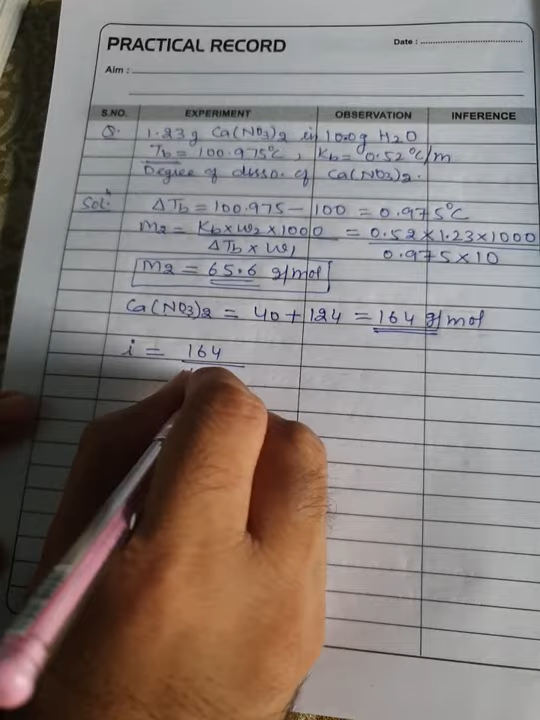 PRACTICAL RECORD
Date :
Aim :
S.NO. EXPERIMENT OBSERVATION INFERENCE
Q. 1.23g Ca(NO3)2 in 10.0g H2O
Tb = 100.975°C, Kb = 0.52°C/m
Degree of disso. of Ca(NO3)2.
Sol. ΔTb = 100.975 - 100 = 0.975°C
M2 = Kb × W2 × 1000 / ΔTb × W1 = 0.52 × 1.23 × 1000 / 0.975 × 10
M2 = 65.6 g/mol
Ca(NO3)2 = 40 + 124 = 164 g/mol
i = 164